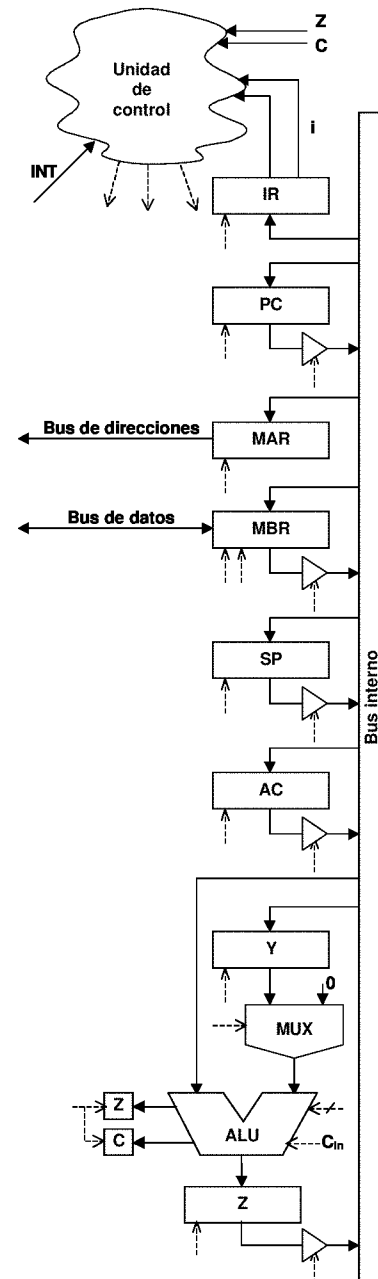 Z
C
Unidad
de
control
i
INT
IR
PC
Bus de direcciones
MAR
Bus de datos
MBR
SP
Bus interno
AC
Y
0
MUX
Z
C
ALU
Cin
Z